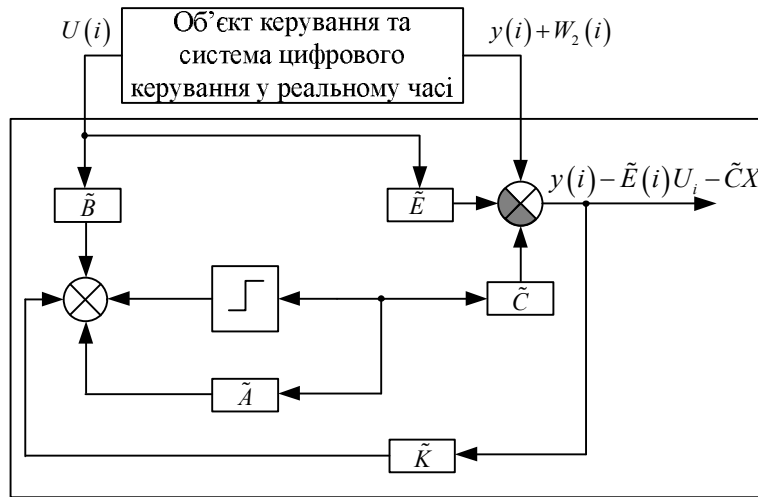 U(i)
Об’єкт керування та
система цифрового
керування у реальному часі
y(i)+W₂(i)
B̃
Ẽ
y(i)−Ẽ(i)Uᵢ−C̃X
C̃
Ã
K̃